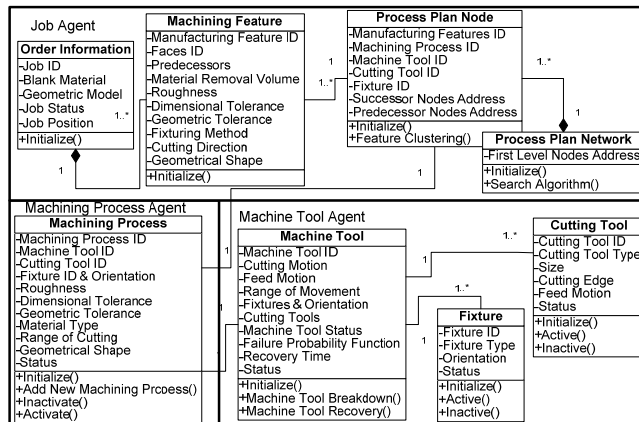 Job Agent
Order Information
-Job ID
-Blank Material
-Geometric Model
-Job Status
-Job Position
+Initialize()
1..*
1
Machining Feature
-Manufacturing Feature ID
-Faces ID
-Predecessors
-Material Removal Volume
-Roughness
-Dimensional Tolerance
-Geometric Tolerance
-Fixturing Method
-Cutting Direction
-Geometrical Shape
+Initialize()
1
1..*
Process Plan Node
-Manufacturing Features ID
-Machining Process ID
-Machine Tool ID
-Cutting Tool ID
-Fixture ID
-Successor Nodes Address
-Predecessor Nodes Address
+Initialize()
+Feature Clustering()
1..*
1
1
Process Plan Network
-First Level Nodes Address
+Initialize()
+Search Algorithm()
Machining Process Agent
Machining Process
-Machining Process ID
-Machine Tool ID
-Cutting Tool ID
-Fixture ID & Orientation
-Roughness
-Dimensional Tolerance
-Geometric Tolerance
-Material Type
-Range of Cutting
-Geometrical Shape
-Status
+Initialize()
+Add New Machining Process()
+Inactivate()
+Activate()
1
1
Machine Tool Agent
Machine Tool
-Machine Tool ID
-Cutting Motion
-Feed Motion
-Range of Movement
-Fixtures & Orientation
-Cutting Tools
-Machine Tool Status
-Failure Probability Function
-Recovery Time
-Status
+Initialize()
+Machine Tool Breakdown()
+Machine Tool Recovery()
1
1..*
1..*
1
Fixture
-Fixture ID
-Fixture Type
-Orientation
-Status
+Initialize()
+Active()
+Inactive()
Cutting Tool
-Cutting Tool ID
-Cutting Tool Type
-Size
-Cutting Edge
-Feed Motion
-Status
+Initialize()
+Active()
+Inactive()